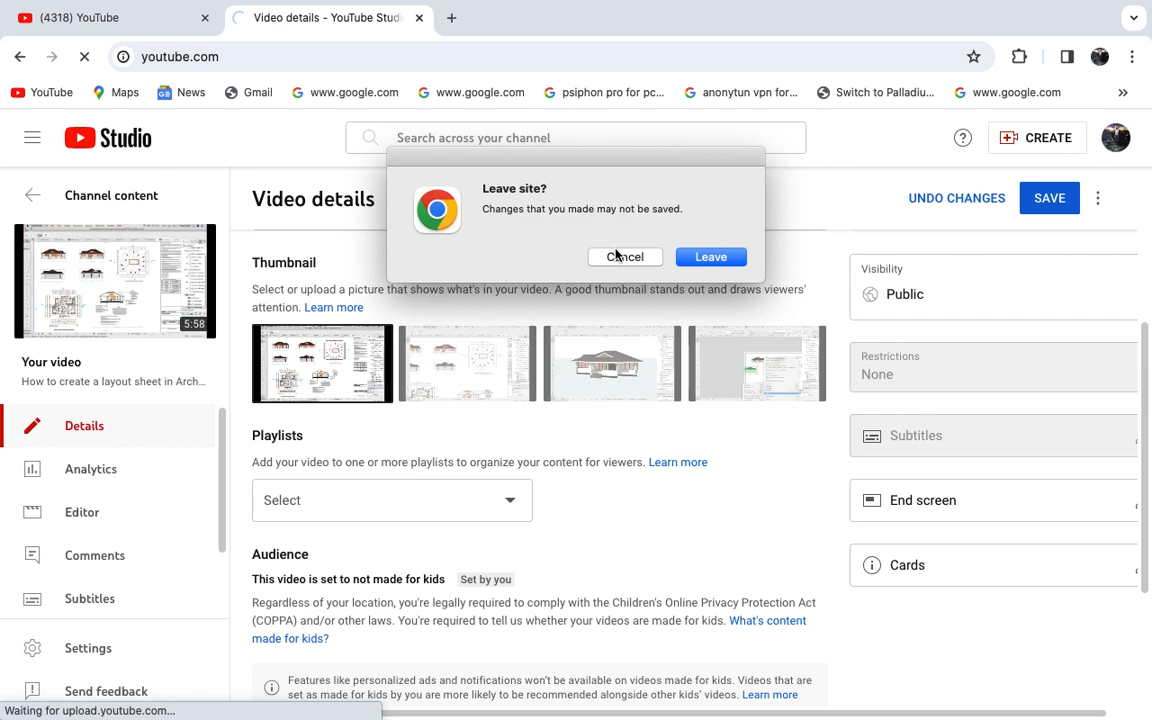 (4318) YouTube
Video details - YouTube Studi
youtube.com
YouTube
Maps
News
Gmail
www.google.com
www.google.com
psiphon pro for pc...
anonytun vpn for...
Switch to Palladiu...
www.google.com
»
Studio
Search across your channel
CREATE
Leave site?
Changes that you made may not be saved.
Cancel
Leave
Channel content
Video details
UNDO CHANGES
SAVE
5:58
Your video
How to create a layout sheet in Arch...
Details
Analytics
Editor
Comments
Subtitles
Settings
Send feedback
Thumbnail
Select or upload a picture that shows what's in your video. A good thumbnail stands out and draws viewers'
attention. Learn more
Playlists
Add your video to one or more playlists to organize your content for viewers. Learn more
Select
Audience
This video is set to not made for kids Set by you
Regardless of your location, you're legally required to comply with the Children's Online Privacy Protection Act
(COPPA) and/or other laws. You're required to tell us whether your videos are made for kids. What's content
made for kids?
Features like personalized ads and notifications won't be available on videos made for kids. Videos that are
set as made for kids by you are more likely to be recommended alongside other kids' videos. Learn more
Visibility
Public
Restrictions
None
Subtitles
End screen
Cards
Waiting for upload.youtube.com...